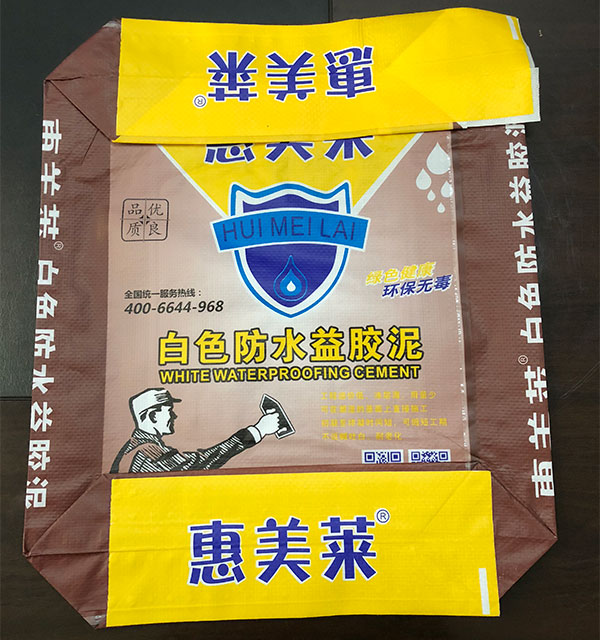 惠美莱®
惠美莱
HUI MEI LAI
优良
品质
全国统一服务热线：
400-6644-968
绿色健康
环保无毒
白色防水益胶泥
WHITE WATERPROOFING CEMENT
惠美莱®
惠美莱®白色防水益胶泥
惠美莱®白色防水益胶泥